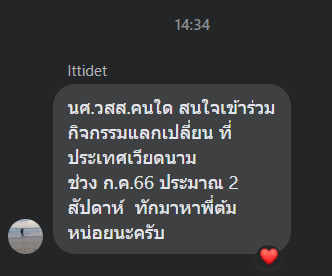 14:34
Ittidet
นศ.วสส.คนใด สนใจเข้าร่วม
กิจกรรมแลกเปลี่ยน ที่
ประเทศเวียดนาม
ช่วง ก.ค.66 ประมาณ 2
สัปดาห์ ทักมาหาพี่ต้ม
หน่อยนะครับ